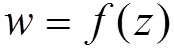 w = f(z)